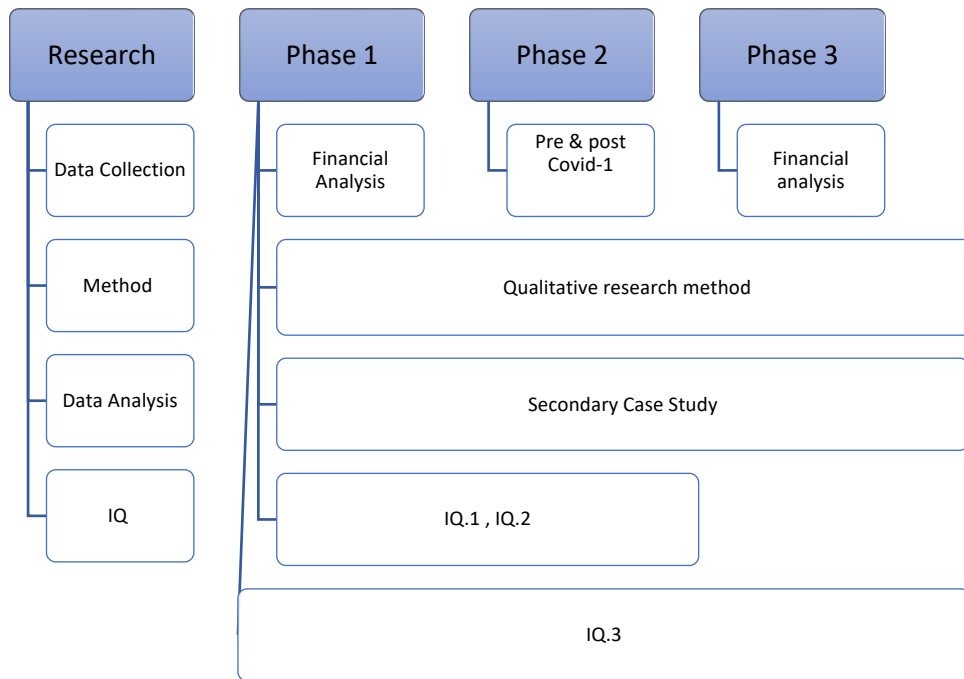 Research
Phase 1
Phase 2
Phase 3
Data Collection
Financial
Analysis
Pre & post
Covid-1
Financial
analysis
Method
Qualitative research method
Data Analysis
Secondary Case Study
IQ
IQ.1 , IQ.2
IQ.3